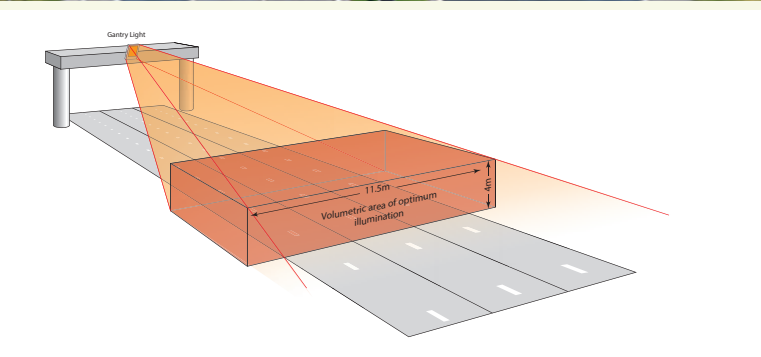 Gantry Light
11.5m
4m
Volumetric area of optimum
illumination